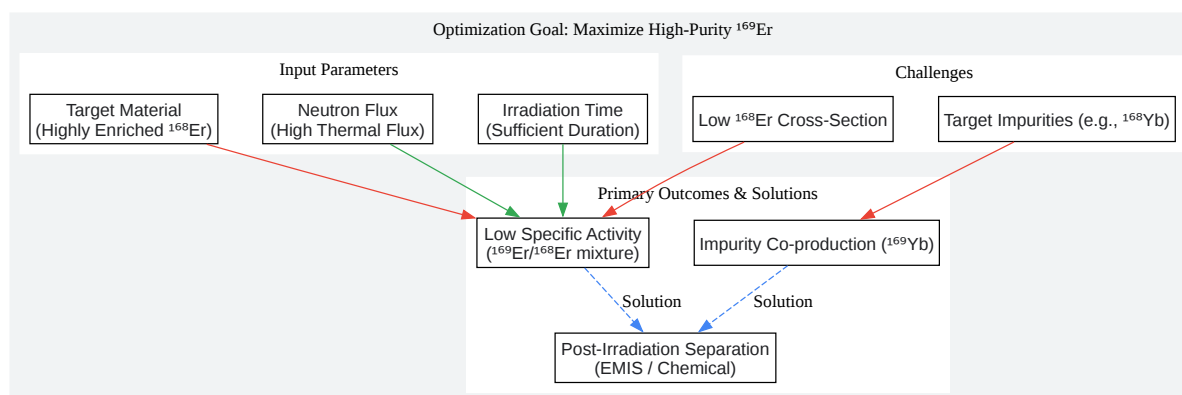 Optimization Goal: Maximize High-Purity ¹⁶⁹Er
Input Parameters
Challenges
Target Material
(Highly Enriched ¹⁶⁸Er)
Neutron Flux
(High Thermal Flux)
Irradiation Time
(Sufficient Duration)
Low ¹⁶⁸Er Cross-Section
Target Impurities (e.g., ¹⁶⁸Yb)
Primary Outcomes & Solutions
Low Specific Activity
(¹⁶⁹Er/¹⁶⁸Er mixture)
Impurity Co-production (¹⁶⁹Yb)
Solution
Solution
Post-Irradiation Separation
(EMIS / Chemical)